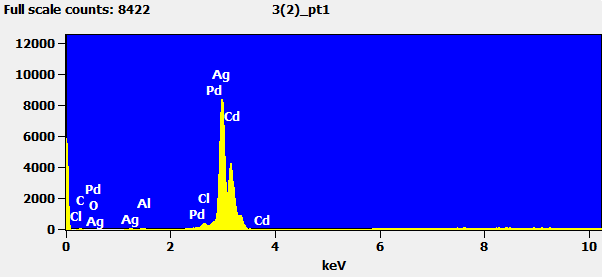 Full scale counts: 8422 3(2)_pt1
12000
10000
8000
6000
4000
2000
0
Ag
Pd
Cd
Pd
C
O
Cl
Ag
Ag
Al
Cl
Pd
Cd
0 2 4 6 8 10
keV